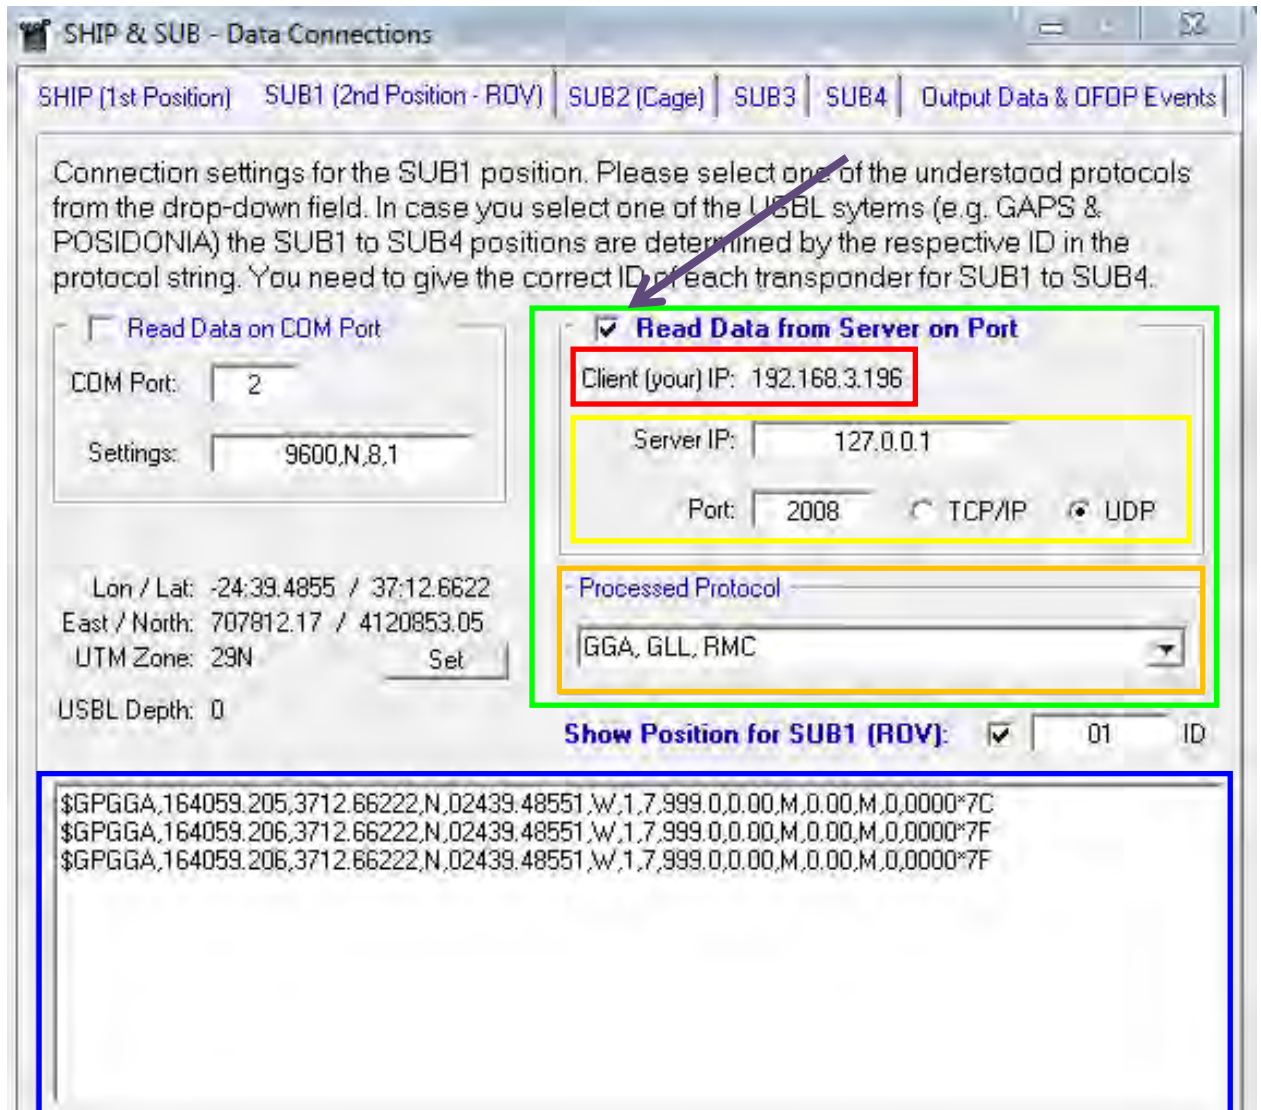 SHIP & SUB - Data Connections
SHIP (1st Position) SUB1 (2nd Position - ROV) SUB2 (Cage) SUB3 SUB4 Output Data & OFOP Events
Connection settings for the SUB1 position. Please select one of the understood protocols
from the drop-down field. In case you select one of the USBL sytems (e.g. GAPS &
POSIDONIA) the SUB1 to SUB4 positions are determined by the respective ID in the
protocol string. You need to give the correct ID of each transponder for SUB1 to SUB4.
Read Data on COM Port
COM Port: 2
Settings: 9600,N,8,1
Read Data from Server on Port
Client (your) IP: 192.168.3.196
Server IP: 127.0.0.1
Port: 2008 TCP/IP UDP
Lon / Lat: -24:39.4855 / 37:12.6622
East / North: 707812.17 / 4120853.05
UTM Zone: 29N Set
USBL Depth: 0
Processed Protocol
GGA, GLL, RMC
Show Position for SUB1 (ROV): 01 ID
$GPGGA,164059.205,3712.66222,N,02439.48551,W,1,7,999.0,0.00,M,0.00,M,0,0000*7C
$GPGGA,164059.206,3712.66222,N,02439.48551,W,1,7,999.0,0.00,M,0.00,M,0,0000*7F
$GPGGA,164059.206,3712.66222,N,02439.48551,W,1,7,999.0,0.00,M,0.00,M,0,0000*7F